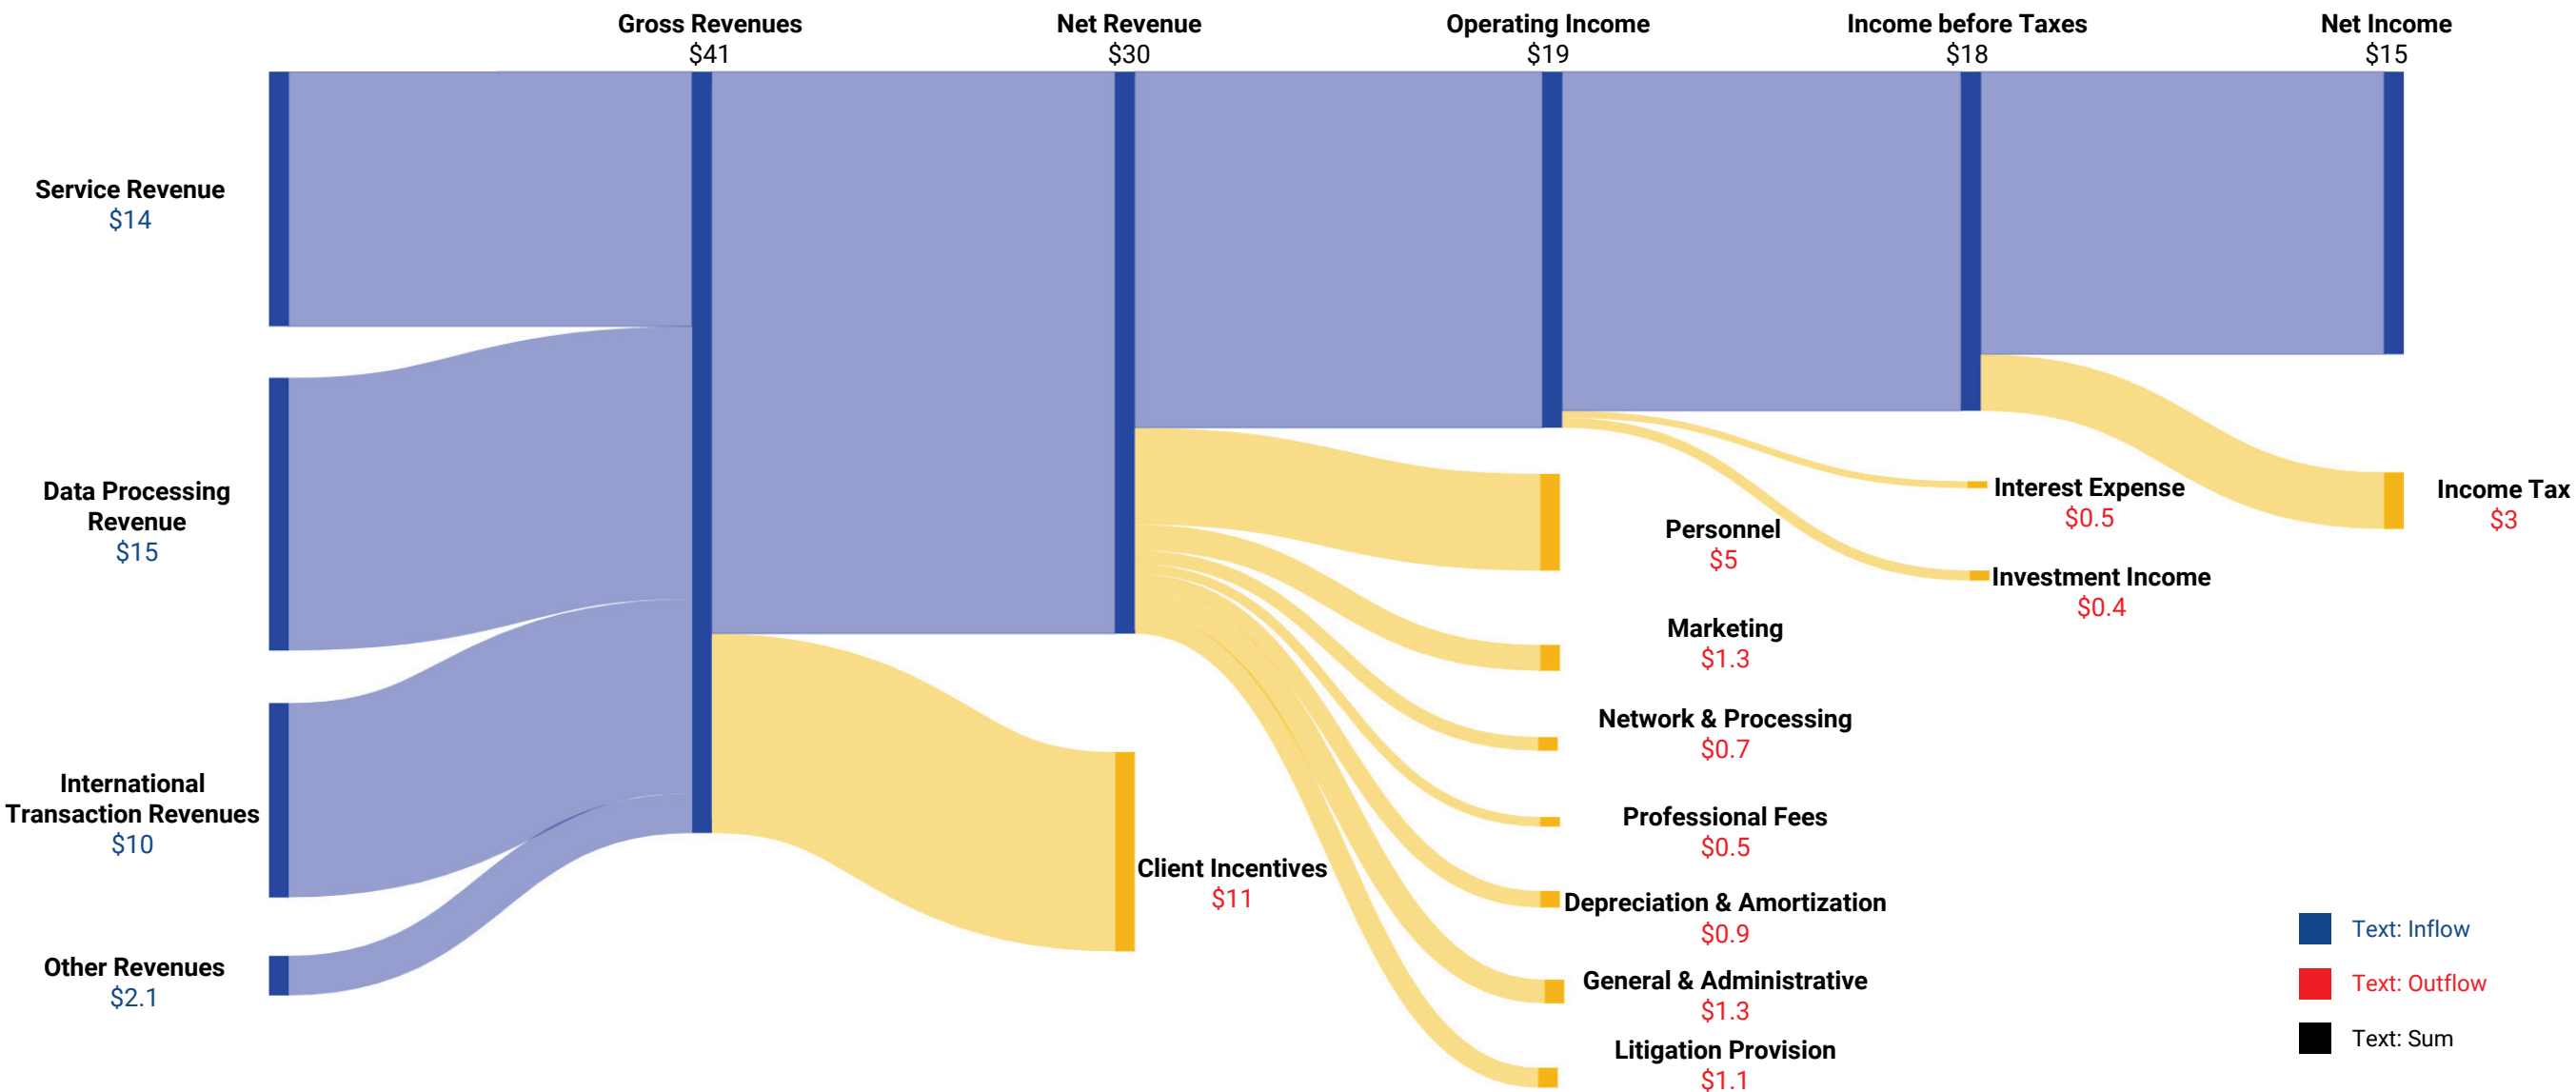 Gross Revenues
$41
Net Revenue
$30
Operating Income
$19
Income before Taxes
$18
Net Income
$15
Service Revenue
$14
Data Processing
Revenue
$15
International
Transaction Revenues
$10
Other Revenues
$2.1
Client Incentives
$11
Personnel
$5
Marketing
$1.3
Network & Processing
$0.7
Professional Fees
$0.5
Depreciation & Amortization
$0.9
General & Administrative
$1.3
Litigation Provision
$1.1
Interest Expense
$0.5
Investment Income
$0.4
Income Tax
$3
Text: Inflow
Text: Outflow
Text: Sum